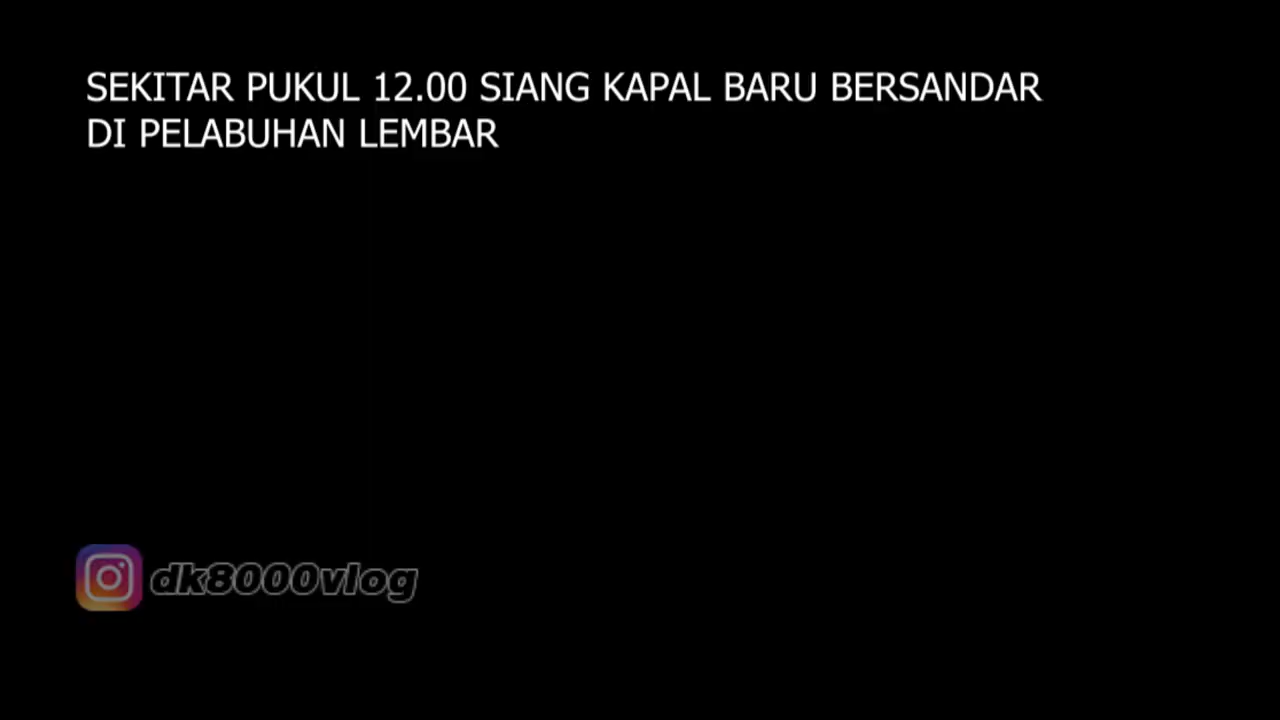 SEKITAR PUKUL 12.00 SIANG KAPAL BARU BERSANDAR
DI PELABUHAN LEMBAR
dk8000vlog